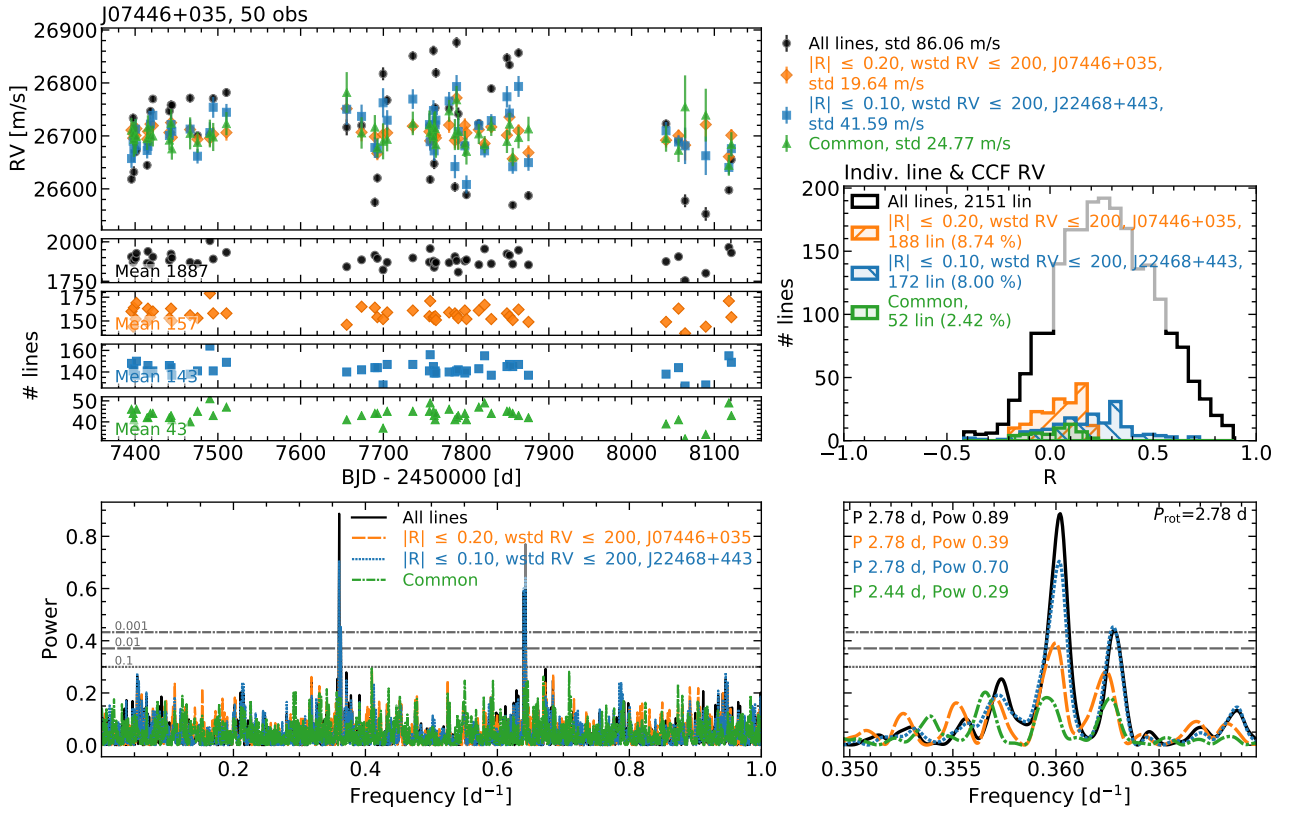 J07446+035, 50 obs
26900
26800
26700
26600
RV [m/s]
All lines, std 86.06 m/s
|R| ≤ 0.20, wstd RV ≤ 200, J07446+035,
std 19.64 m/s
|R| ≤ 0.10, wstd RV ≤ 200, J22468+443,
std 41.59 m/s
Common, std 24.77 m/s
2000
1750
Mean 1887
175
150
Mean 157
160
140
Mean 143
50
40
Mean 43
# lines
7400 7500 7600 7700 7800 7900 8000 8100
BJD - 2450000 [d]
Indiv. line & CCF RV
200
150
100
50
0
# lines
All lines, 2151 lin
|R| ≤ 0.20, wstd RV ≤ 200, J07446+035,
188 lin (8.74 %)
|R| ≤ 0.10, wstd RV ≤ 200, J22468+443,
172 lin (8.00 %)
Common,
52 lin (2.42 %)
−1.0 −0.5 0.0 0.5 1.0
R
0.8
0.6
0.4
0.2
0.0
Power
All lines
|R| ≤ 0.20, wstd RV ≤ 200, J07446+035
|R| ≤ 0.10, wstd RV ≤ 200, J22468+443
Common
0.001
0.01
0.1
0.2 0.4 0.6 0.8 1.0
Frequency [d⁻¹]
P 2.78 d, Pow 0.89
P 2.78 d, Pow 0.39
P 2.78 d, Pow 0.70
P 2.44 d, Pow 0.29
Prot=2.78 d
0.350 0.355 0.360 0.365
Frequency [d⁻¹]